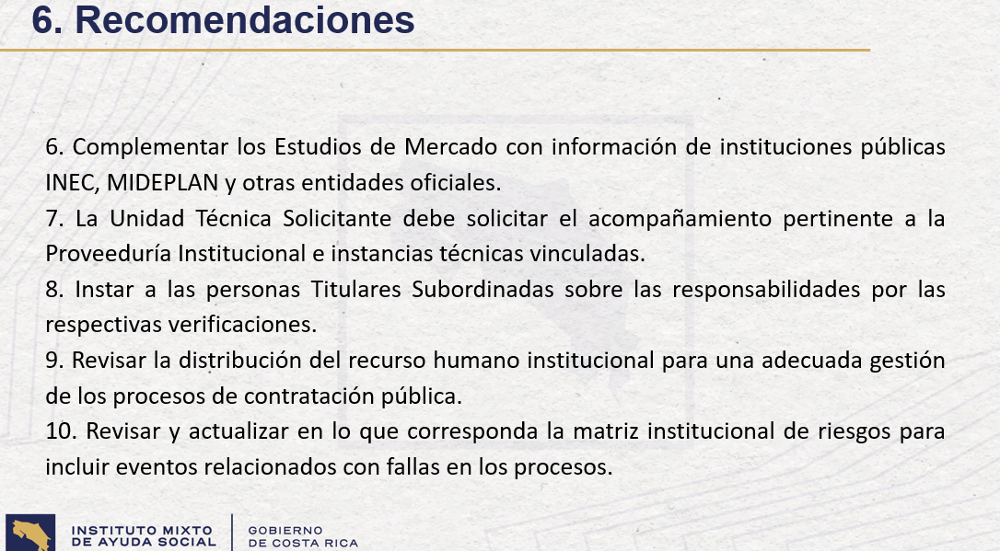 6. Recomendaciones
6. Complementar los Estudios de Mercado con información de instituciones públicas
INEC, MIDEPLAN y otras entidades oficiales.
7. La Unidad Técnica Solicitante debe solicitar el acompañamiento pertinente a la
Proveeduría Institucional e instancias técnicas vinculadas.
8. Instar a las personas Titulares Subordinadas sobre las responsabilidades por las
respectivas verificaciones.
9. Revisar la distribución del recurso humano institucional para una adecuada gestión
de los procesos de contratación pública.
10. Revisar y actualizar en lo que corresponda la matriz institucional de riesgos para
incluir eventos relacionados con fallas en los procesos.
INSTITUTO MIXTO
DE AYUDA SOCIAL
GOBIERNO
DE COSTA RICA